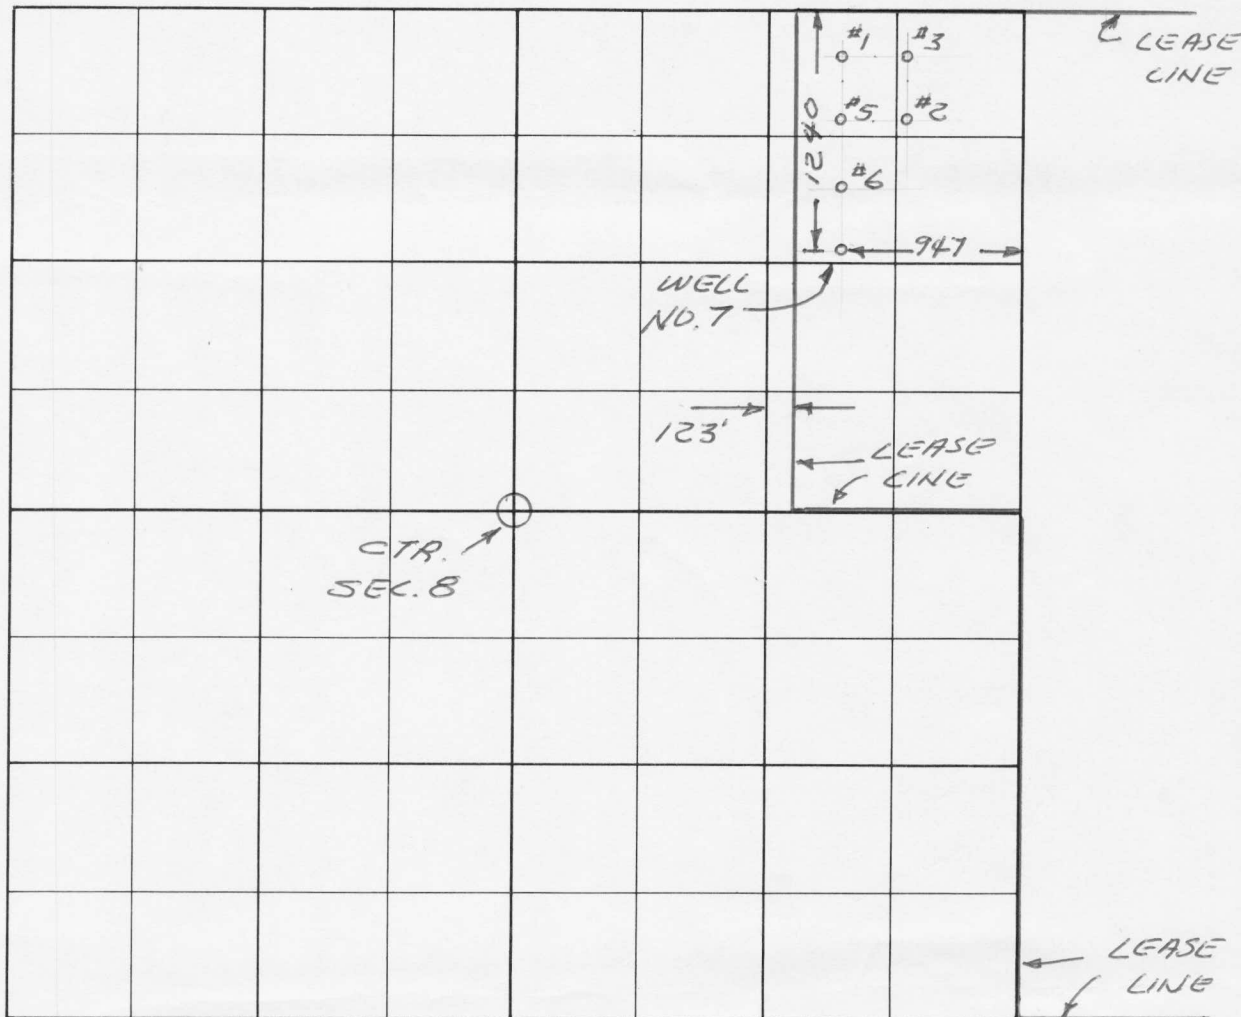 #1 #3
LEASE
LINE
#5 #2
1240
#6
947
WELL
NO. 7
123'
LEASE
LINE
CTR.
SEC. 8
LEASE
LINE